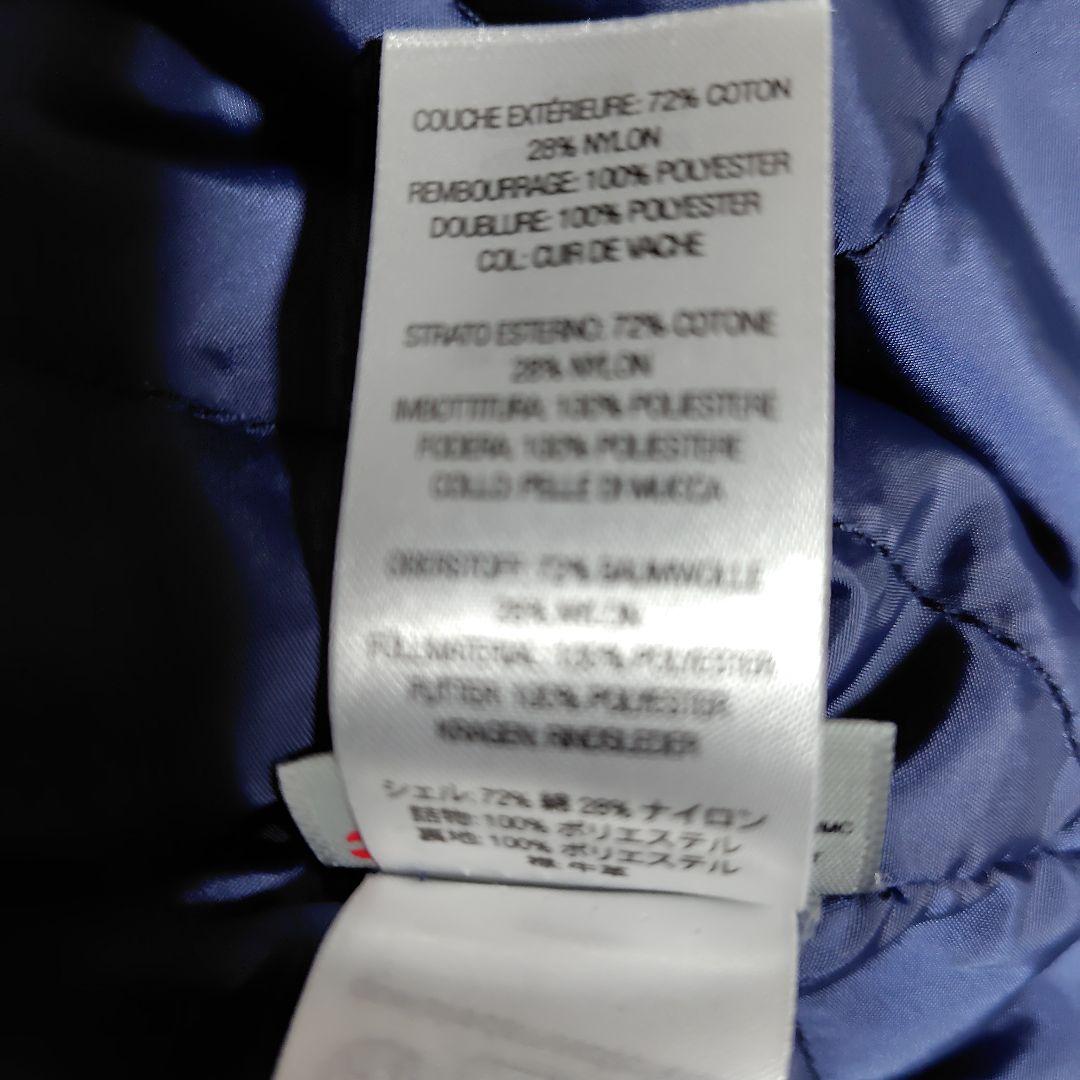 COUCHE EXTÉRIEURE: 72% COTON
28% NYLON
REMBOURRAGE: 100% POLYESTER
DOUBLURE: 100% POLYESTER
COL: CUIR DE VACHE
STRATO ESTERNO: 72% COTONE
28% NYLON
IMBOTTITURA: 100% POLIESTERE
FODERA: 100% POLIESTERE
COLLO: PELLE DI MUCCA
OBERSTOFF: 72% BAUMWOLLE
28% NYLON
FÜLLMATERIAL: 100% POLYESTER
FUTTER: 100% POLYESTER
KRAGEN: RINDSLEDER
シェル: 72% 綿 28% ナイロン
詰物: 100% ポリエステル
裏地: 100% ポリエステル
襟 牛革
MC